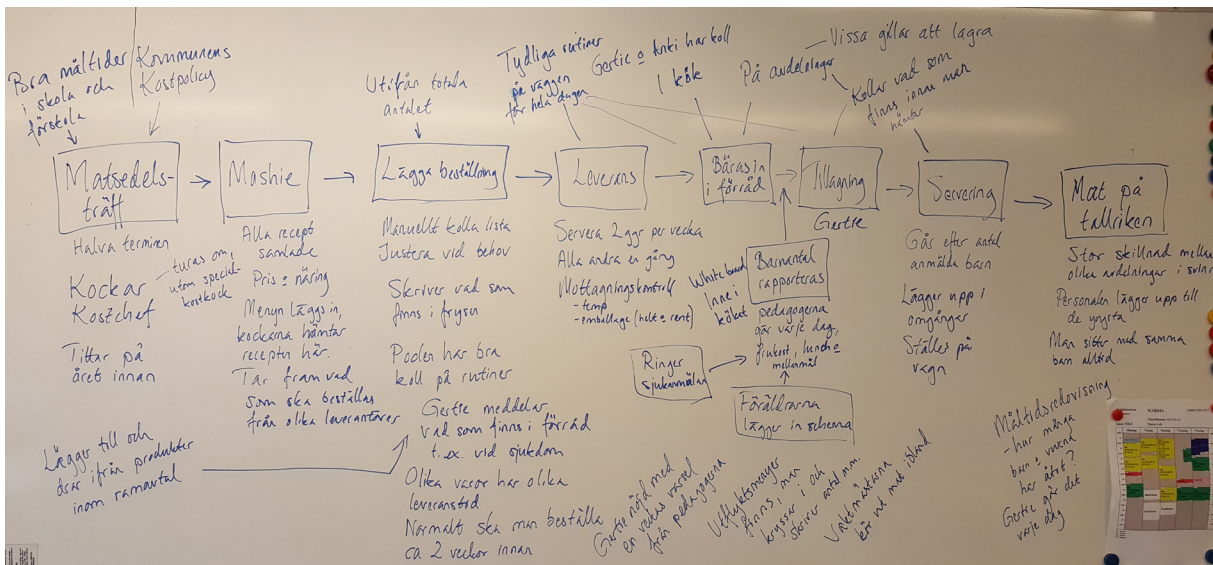 Bra måltider
i skola och
förskola
Kommunens
Kostpolicy
Matsedels-
träff
Halva terminen
Kockar
Kostchef
turas om,
utom special-
kostkock
Tittar på
året innan
Lägger till och
drar ifrån produkter
inom ramavtal
Mashie
Alla recept
samlade
Pris o näring
Menyn läggs in,
kockarna hämtar
recepten här.
Tar fram vad
som ska beställas
från olika leverantörer
Utifrån totala
antalet
Lägga beställning
Manuellt kolla lista
Justera vid behov
Skriver vad som
finns i frysen
Poolen har bra
koll på rutiner
Gertie meddelar
vad som finns i förråd
t.ex. vid sjukdom
Olika varor har olika
leveranstid
Normalt ska man beställa
ca 2 veckor innan
Tydliga rutiner
på väggen
för hela dagen
Gertie o Anki har koll
Leverans
Servera 2 ggr per vecka
Alla andra en gång
Mottagningskontroll
- temp
- emballage (helt o rent)
I kök
På avdelningar
Vissa gillar att lagra
Kollar vad som
finns innan man
hämtar
Bäras in
i förråd
Tillagning
Gertie
Whiteboard
Inne i
köket
Barnantal
rapporteras
pedagogerna
gör varje dag,
frukost, lunch o
mellanmål
Ringer
sjukanmälan
Föräldrarna
lägger in schema
Gertie nöjd med
en veckas varsel
från pedagogerna
Utflyktsmenyer
finns, man
kryssar i och
skriver antal m.m.
Vaktmästarna
kör ut mat ibland
Servering
Går efter antal
anmälda barn
Lägger upp i
omgångar
Ställes på
vagn
Mat på
tallriken
Stor skillnad mellan
olika avdelningar i svinn
Personalen lägger upp till
de yngsta
Man sitter med samma
barn alltid
Måltidsredovisning
- hur många
barn o vuxna
har ätit?
Gertie gör det
varje dag
SCHEMA